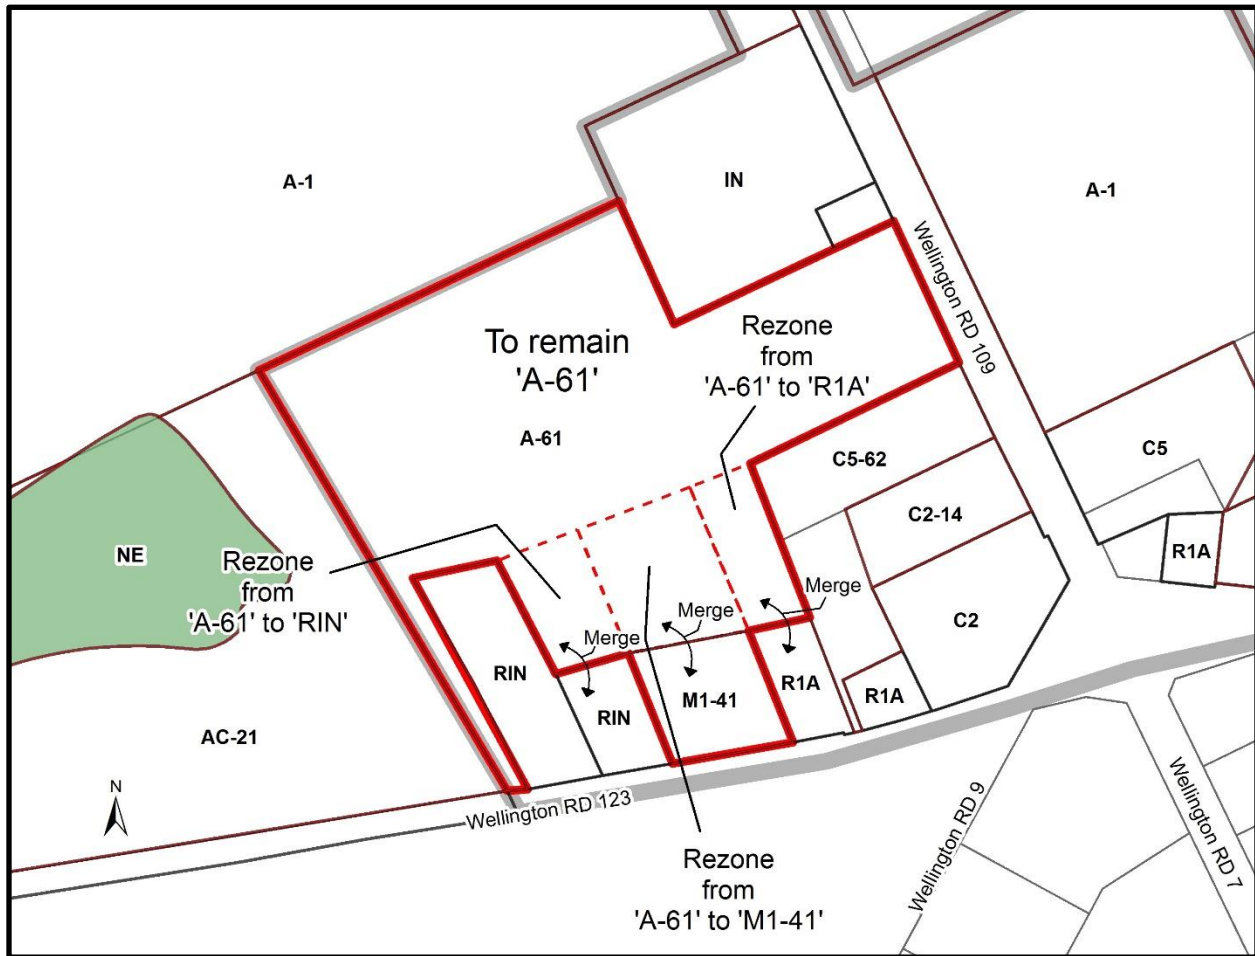 A-1
IN
A-1
Wellington RD 109
To remain
'A-61'
Rezone
from
'A-61' to 'R1A'
A-61
C5-62
C5
C2-14
R1A
NE
Rezone
from
'A-61' to 'RIN'
Merge
Merge
Merge
C2
RIN
RIN
M1-41
R1A
R1A
AC-21
N
Wellington RD 123
Wellington RD 9
Wellington RD 7
Rezone
from
'A-61' to 'M1-41'